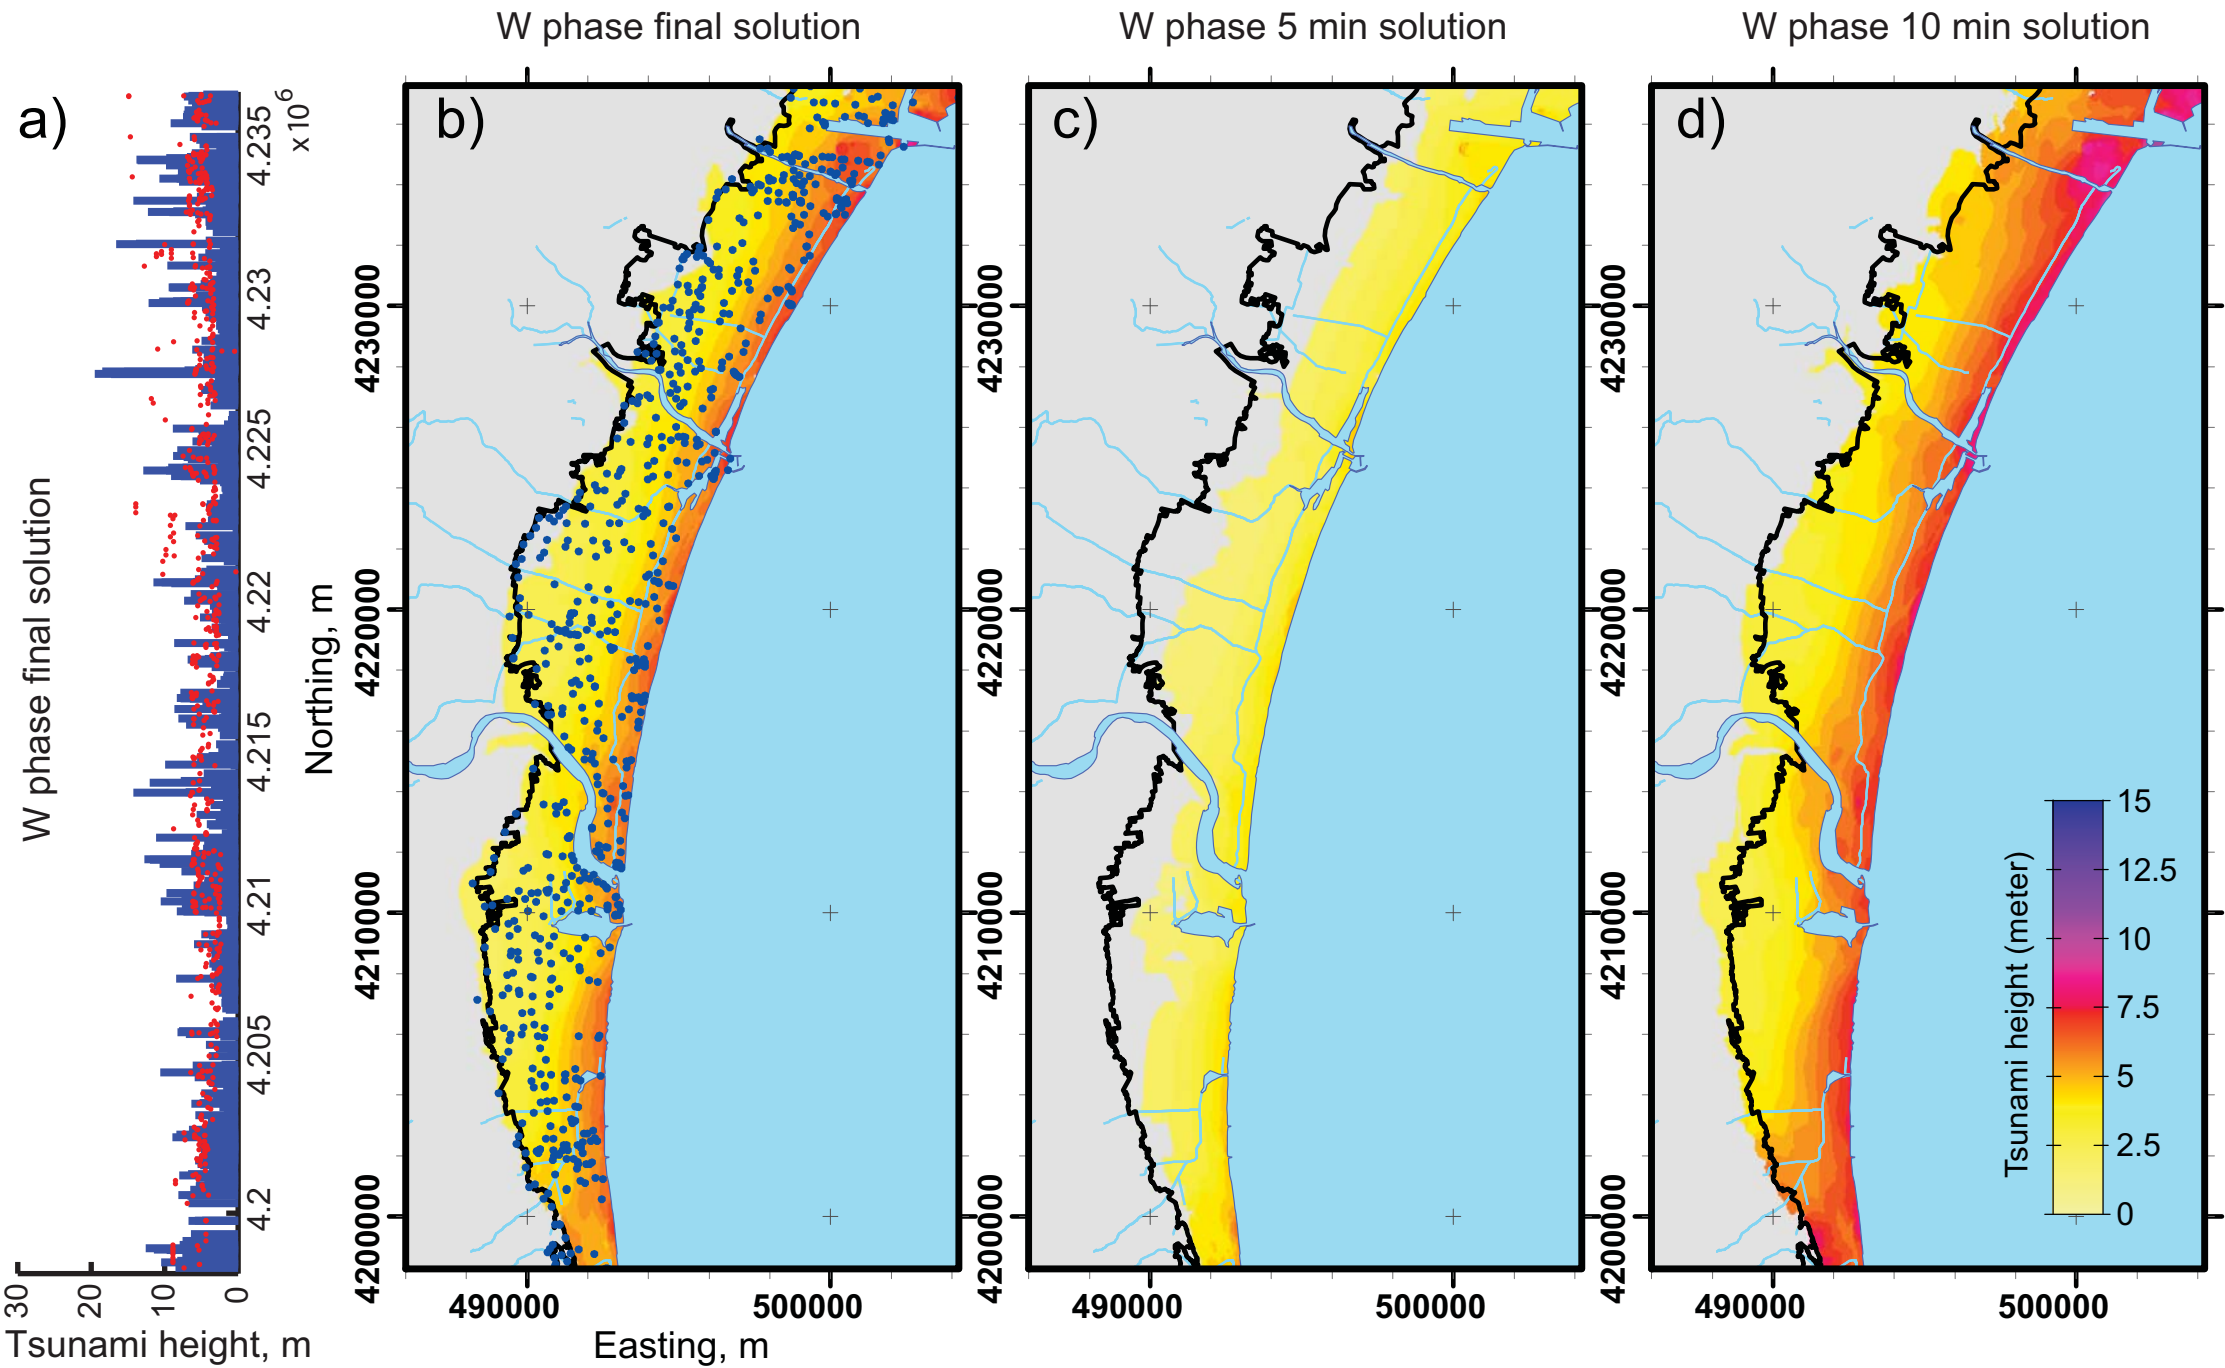 W phase final solution
W phase 5 min solution
W phase 10 min solution
a)
b)
c)
d)
W phase final solution
x10⁶
4.235
4.23
4.225
4.22
4.215
4.21
4.205
4.2
30
20
10
0
Tsunami height, m
Northing, m
4230000
4220000
4210000
4200000
4230000
4220000
4210000
4200000
4230000
4220000
4210000
4200000
Tsunami height (meter)
15
12.5
10
7.5
5
2.5
0
490000
500000
490000
500000
490000
500000
Easting, m